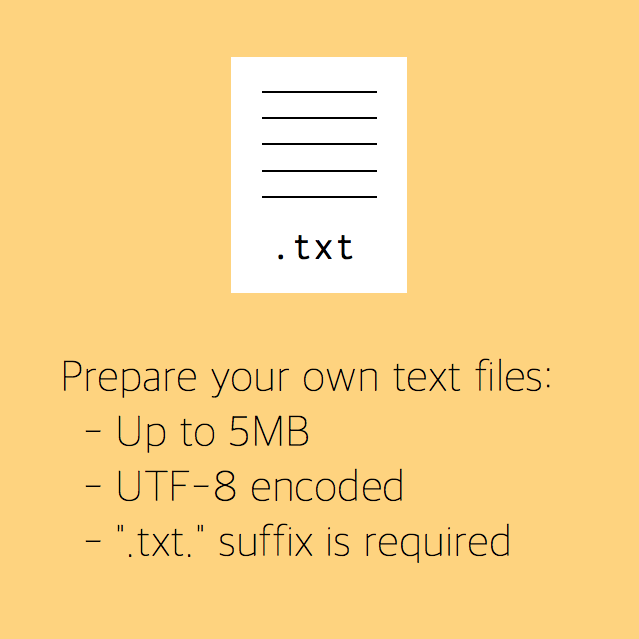 .txt
Prepare your own text files:
- Up to 5MB
- UTF-8 encoded
- ".txt." suffix is required